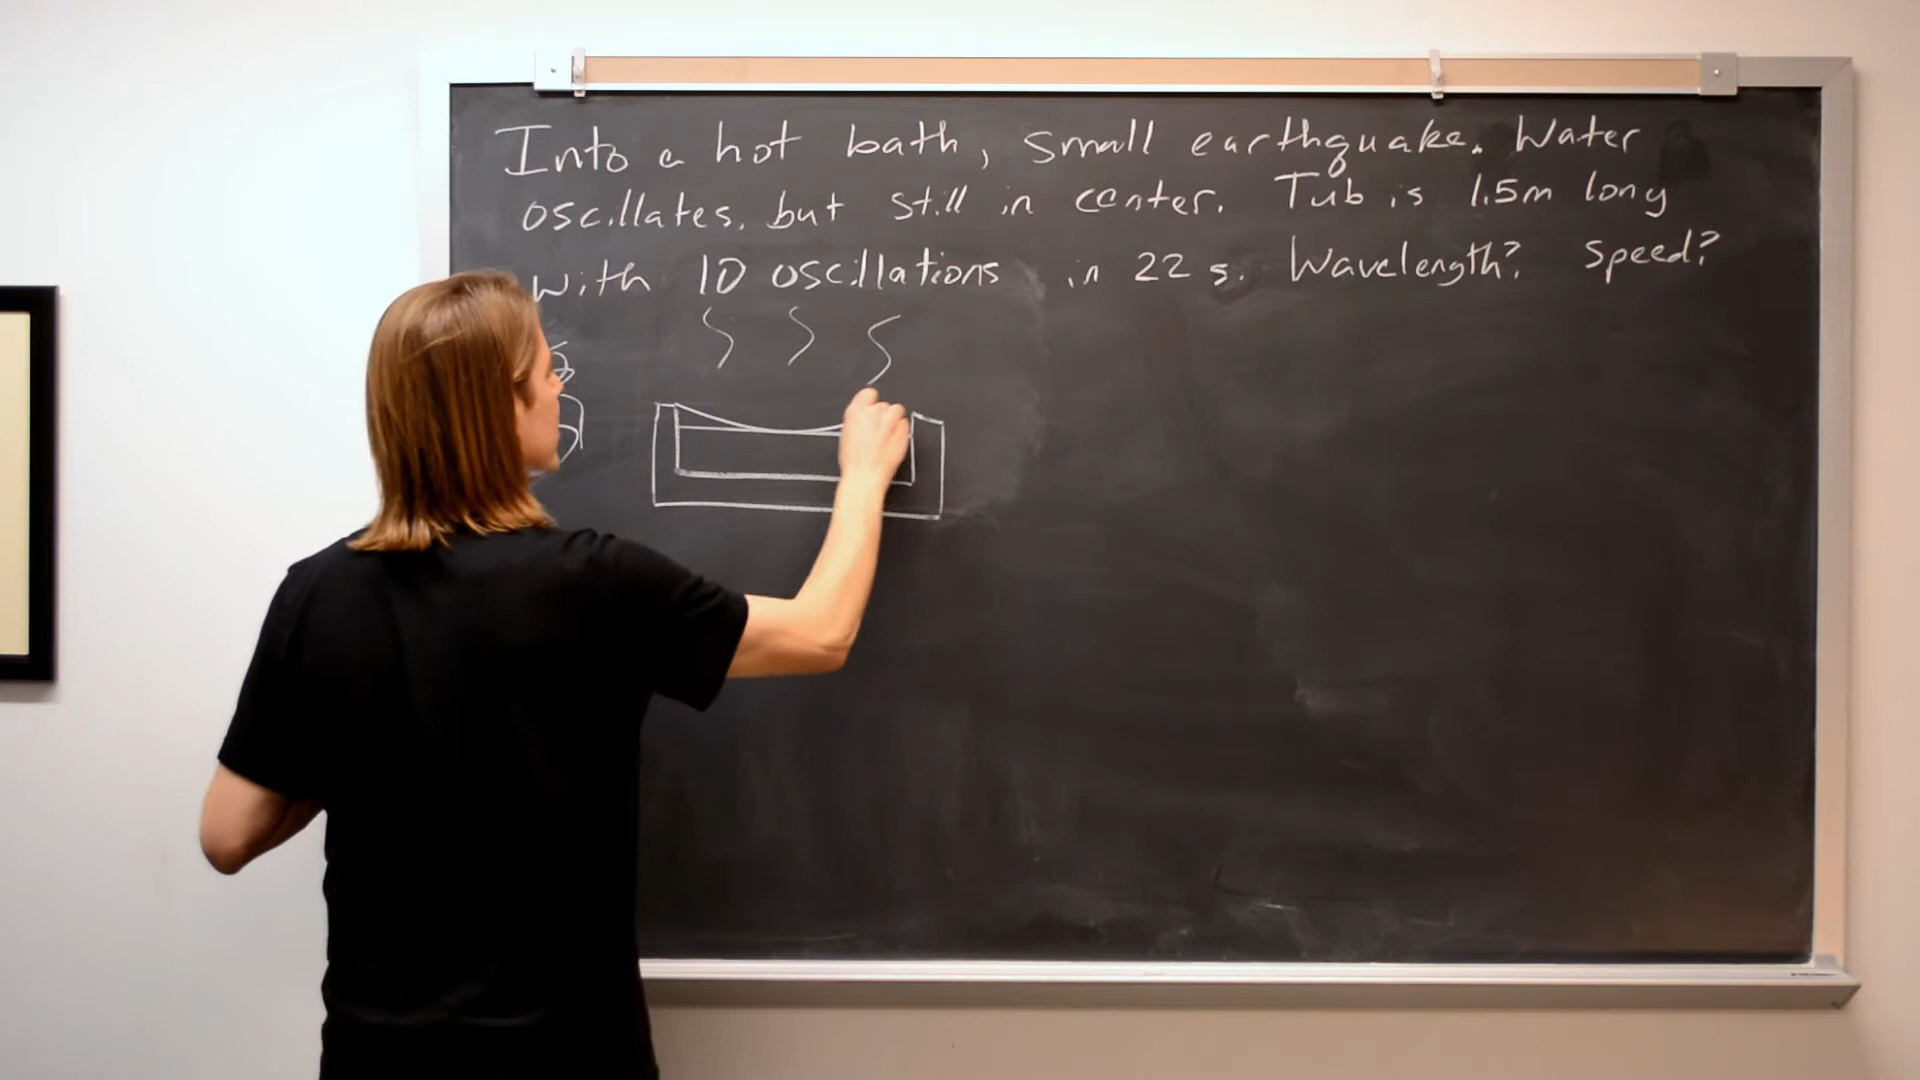 Into a hot bath, small earthquake. Water
oscillates, but still in center. Tub is 1.5m long
with 10 oscillations in 22 s. Wavelength? Speed?